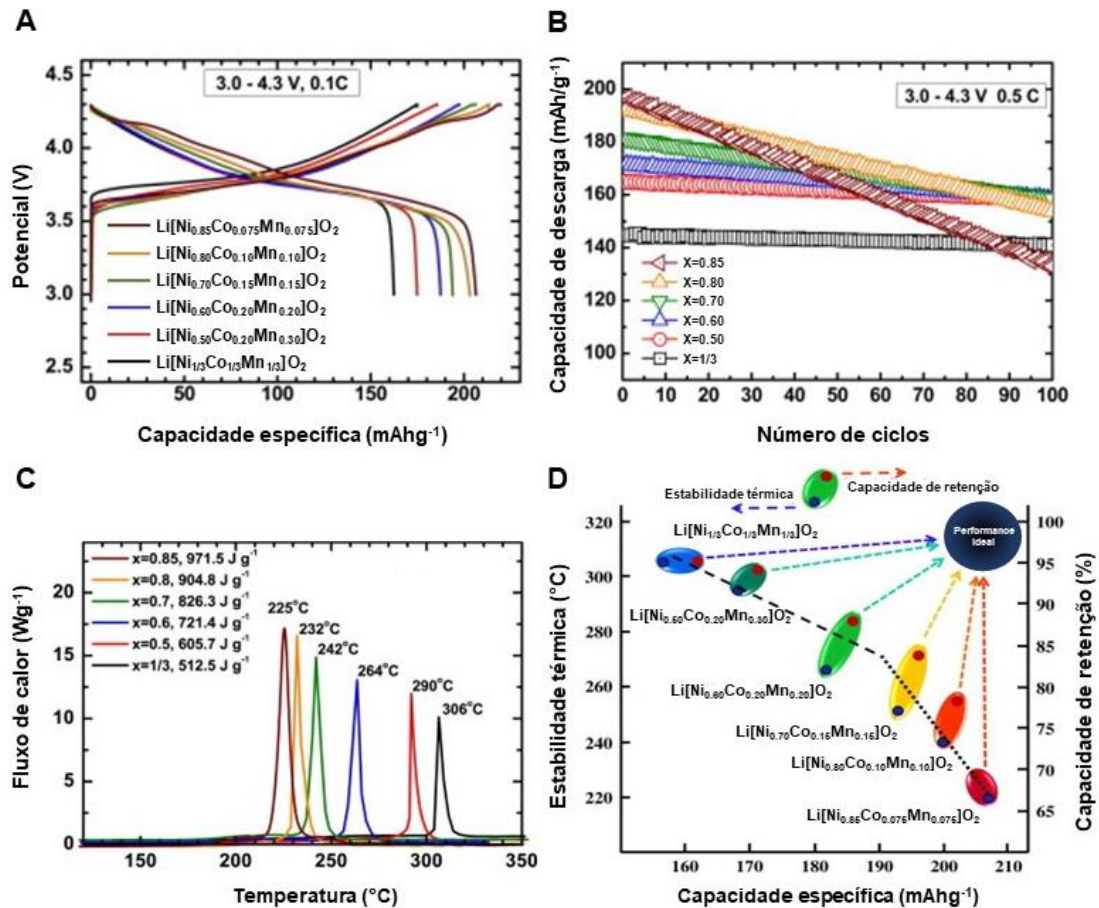 A
3.0 - 4.3 V, 0.1C
4.5
4.0
3.5
3.0
2.5
Potencial (V)
Li[Ni₀.₈₅Co₀.₀₇₅Mn₀.₀₇₅]O₂
Li[Ni₀.₈₀Co₀.₁₀Mn₀.₁₀]O₂
Li[Ni₀.₇₀Co₀.₁₅Mn₀.₁₅]O₂
Li[Ni₀.₆₀Co₀.₂₀Mn₀.₂₀]O₂
Li[Ni₀.₅₀Co₀.₂₀Mn₀.₃₀]O₂
Li[Ni₁/₃Co₁/₃Mn₁/₃]O₂
0 50 100 150 200
Capacidade específica (mAhg⁻¹)
B
3.0 - 4.3 V 0.5 C
200
180
160
140
120
100
Capacidade de descarga (mAh/g⁻¹)
X=0.85
X=0.80
X=0.70
X=0.60
X=0.50
X=1/3
0 10 20 30 40 50 60 70 80 90 100
Número de ciclos
C
x=0.85, 971.5 J g⁻¹
x=0.8, 904.8 J g⁻¹
x=0.7, 826.3 J g⁻¹
x=0.6, 721.4 J g⁻¹
x=0.5, 605.7 J g⁻¹
x=1/3, 512.5 J g⁻¹
225°C
232°C
242°C
264°C
290°C
306°C
20
15
10
5
0
Fluxo de calor (Wg⁻¹)
150 200 250 300 350
Temperatura (°C)
D
Estabilidade térmica
Capacidade de retenção
Performance
ideal
Li[Ni₁/₃Co₁/₃Mn₁/₃]O₂
Li[Ni₀.₆₀Co₀.₂₀Mn₀.₃₀]O₂
Li[Ni₀.₆₀Co₀.₂₀Mn₀.₂₀]O₂
Li[Ni₀.₇₀Co₀.₁₅Mn₀.₁₅]O₂
Li[Ni₀.₈₀Co₀.₁₀Mn₀.₁₀]O₂
Li[Ni₀.₈₅Co₀.₀₇₅Mn₀.₀₇₅]O₂
320
300
280
260
240
220
Estabilidade térmica (°C)
100
95
90
85
80
75
70
65
Capacidade de retenção (%)
160 170 180 190 200 210
Capacidade específica (mAhg⁻¹)